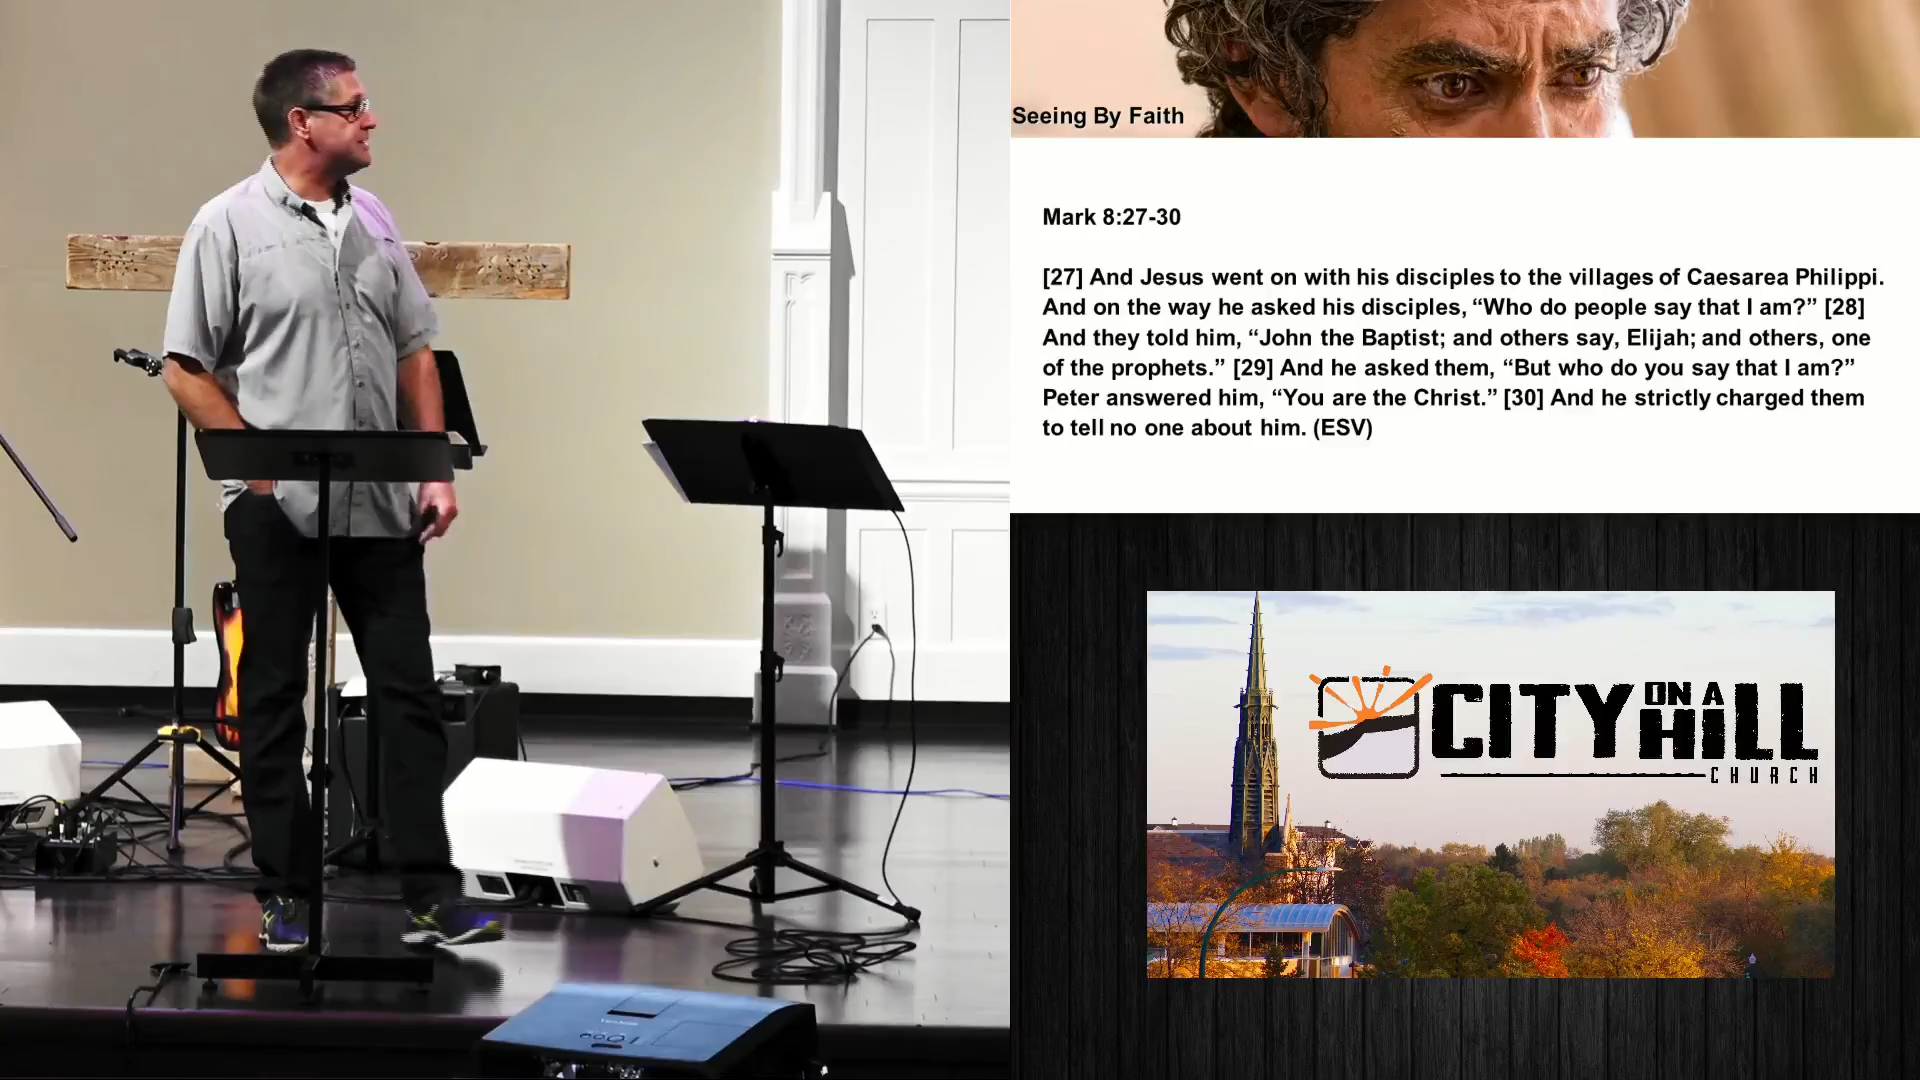 Seeing By Faith
Mark 8:27-30
[27] And Jesus went on with his disciples to the villages of Caesarea Philippi.
And on the way he asked his disciples, “Who do people say that I am?” [28]
And they told him, “John the Baptist; and others say, Elijah; and others, one
of the prophets.” [29] And he asked them, “But who do you say that I am?”
Peter answered him, “You are the Christ.” [30] And he strictly charged them
to tell no one about him. (ESV)
CITY ON A HILL
CHURCH